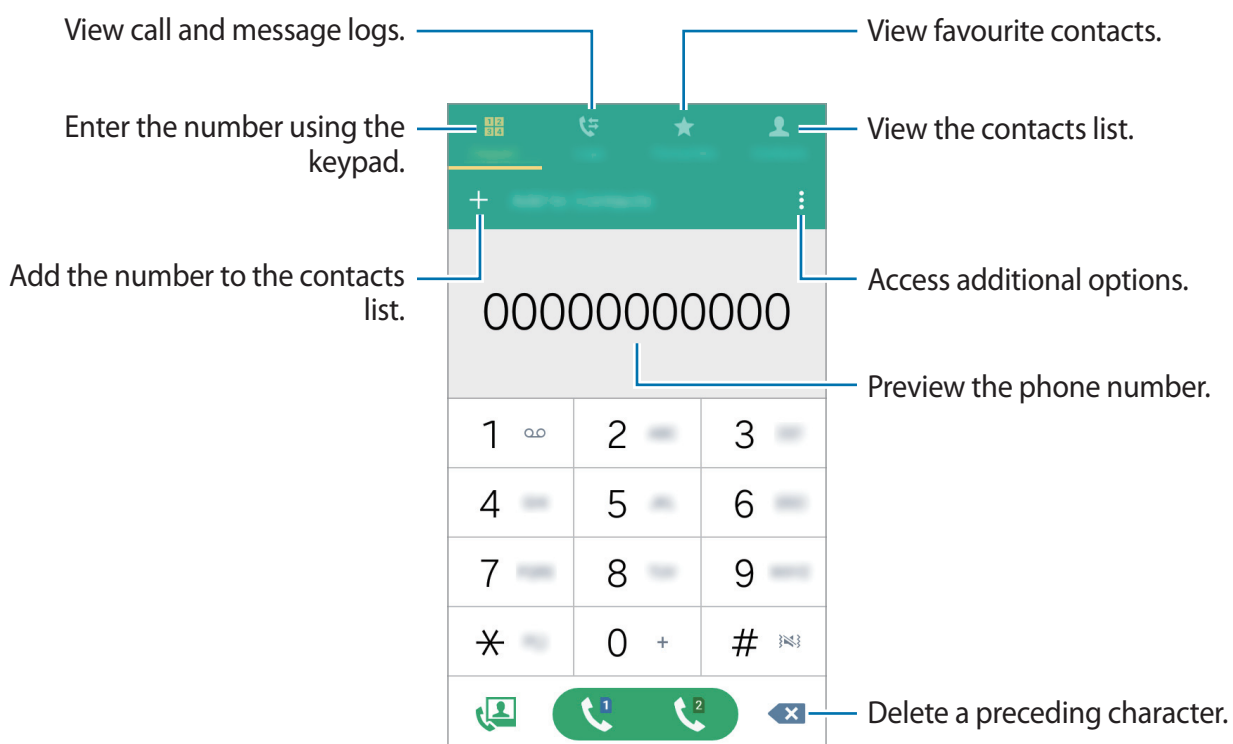 View call and message logs.
View favourite contacts.
Enter the number using the
keypad.
View the contacts list.
Add the number to the contacts
list.
Access additional options.
00000000000
Preview the phone number.
1
2
3
4
5
6
7
8
9
*
0 +
#
1 2
Delete a preceding character.